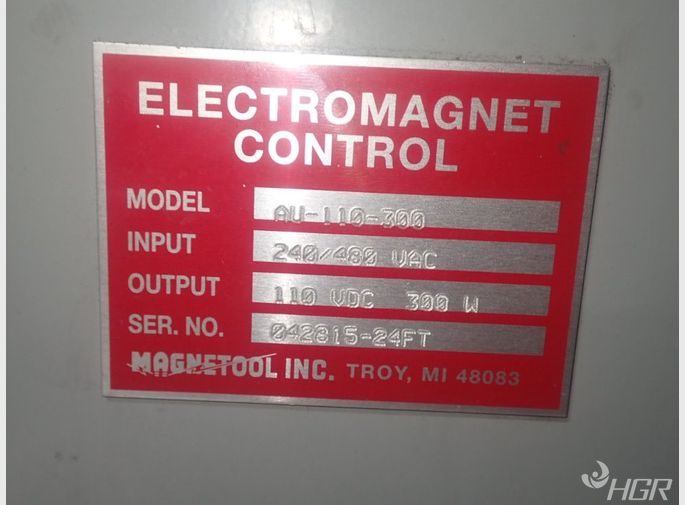 ELECTROMAGNET
CONTROL
MODEL AU-110-300
INPUT 240/480 VAC
OUTPUT 110 VDC 300 W
SER. NO. 042815-24FT
MAGNETOOL INC. TROY, MI 48083
HGR